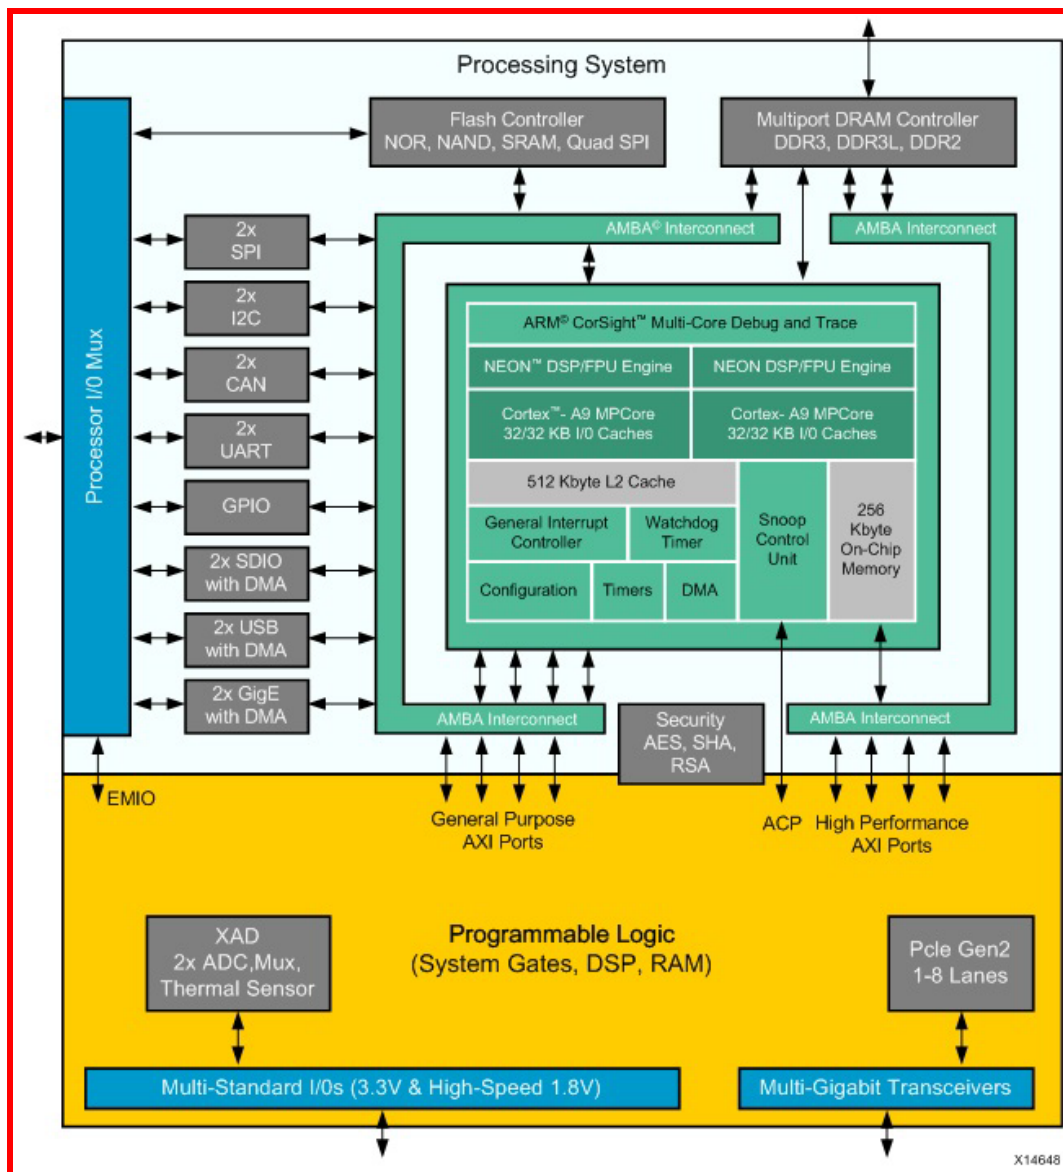 Processing System
Flash Controller
NOR, NAND, SRAM, Quad SPI
Multiport DRAM Controller
DDR3, DDR3L, DDR2
Processor I/0 Mux
2x
SPI
2x
I2C
2x
CAN
2x
UART
GPIO
2x SDIO
with DMA
2x USB
with DMA
2x GigE
with DMA
AMBA© Interconnect
AMBA Interconnect
ARM© CorSight™ Multi-Core Debug and Trace
NEON™ DSP/FPU Engine
NEON DSP/FPU Engine
Cortex™- A9 MPCore
32/32 KB I/0 Caches
Cortex- A9 MPCore
32/32 KB I/0 Caches
512 Kbyte L2 Cache
General Interrupt
Controller
Watchdog
Timer
Configuration
Timers
DMA
Snoop
Control
Unit
256
Kbyte
On-Chip
Memory
AMBA Interconnect
Security
AES, SHA,
RSA
AMBA Interconnect
EMIO
General Purpose
AXI Ports
ACP
High Performance
AXI Ports
XAD
2x ADC,Mux,
Thermal Sensor
Programmable Logic
(System Gates, DSP, RAM)
Pcle Gen2
1-8 Lanes
Multi-Standard I/0s (3.3V & High-Speed 1.8V)
Multi-Gigabit Transceivers
X14648